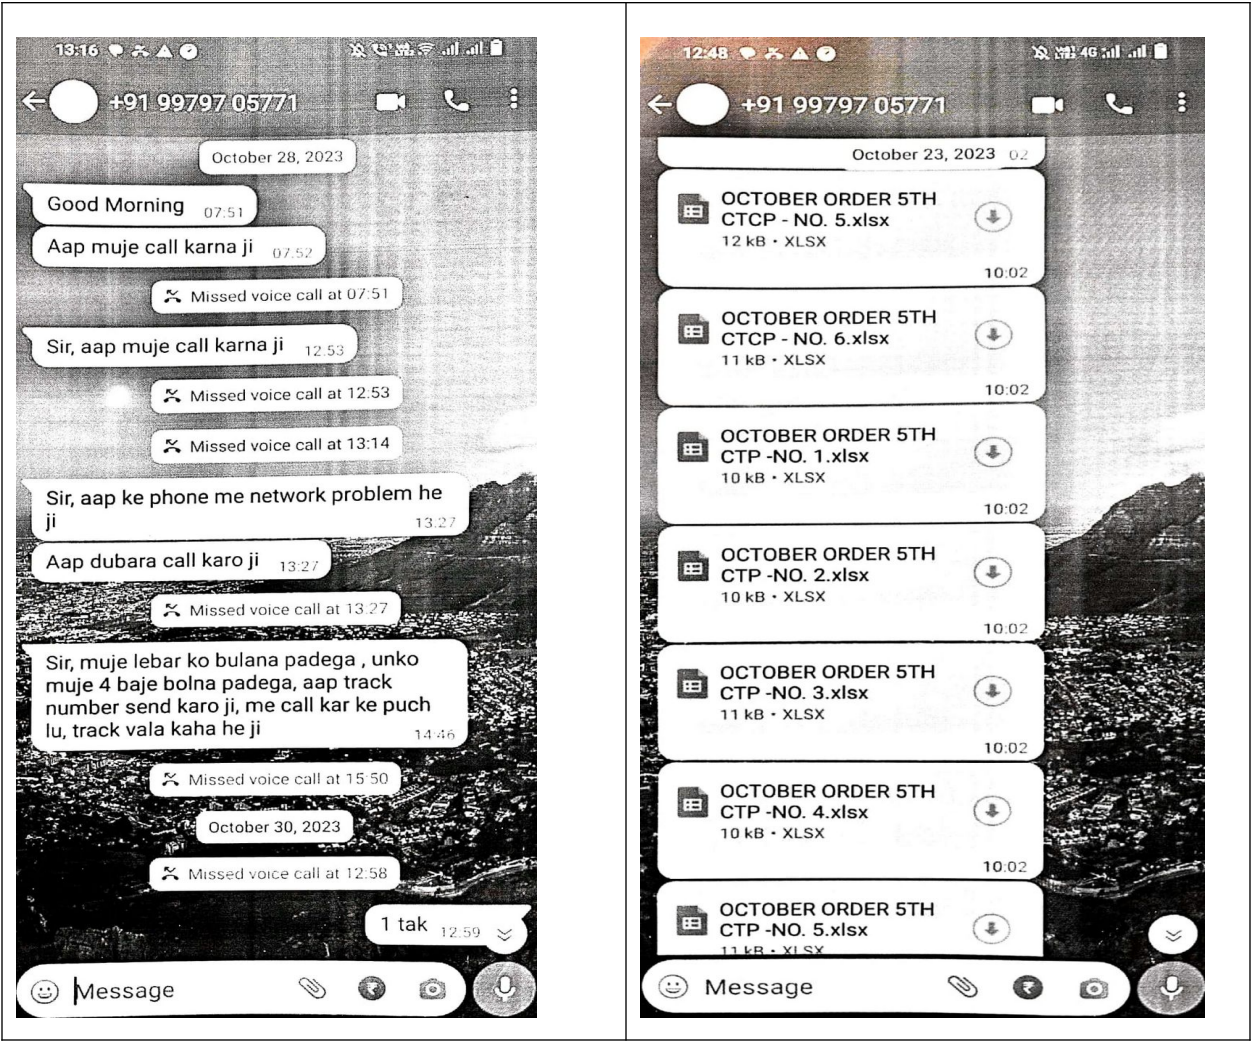 13:16
+91 99797 05771
October 28, 2023
Good Morning 07:51
Aap muje call karna ji 07:52
Missed voice call at 07:51
Sir, aap muje call karna ji 12:53
Missed voice call at 12:53
Missed voice call at 13:14
Sir, aap ke phone me network problem he
ji 13:27
Aap dubara call karo ji 13:27
Missed voice call at 13:27
Sir, muje lebar ko bulana padega , unko
muje 4 baje bolna padega, aap track
number send karo ji, me call kar ke puch
lu, track vala kaha he ji 14:46
Missed voice call at 15:50
October 30, 2023
Missed voice call at 12:58
1 tak 12:59
Message
12:48 4G
+91 99797 05771
October 23, 2023 02
OCTOBER ORDER 5TH
CTCP - NO. 5.xlsx
12 kB • XLSX
10:02
OCTOBER ORDER 5TH
CTCP - NO. 6.xlsx
11 kB • XLSX
10:02
OCTOBER ORDER 5TH
CTP -NO. 1.xlsx
10 kB • XLSX
10:02
OCTOBER ORDER 5TH
CTP -NO. 2.xlsx
10 kB • XLSX
10:02
OCTOBER ORDER 5TH
CTP -NO. 3.xlsx
11 kB • XLSX
10:02
OCTOBER ORDER 5TH
CTP -NO. 4.xlsx
10 kB • XLSX
10:02
OCTOBER ORDER 5TH
CTP -NO. 5.xlsx
11 kB • XLSX
Message